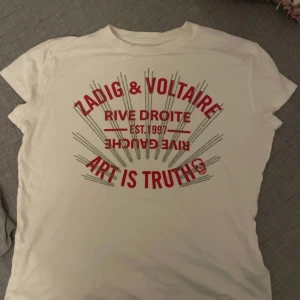 ZADIG & VOLTAIRE
RIVE DROITE
EST. 1997
RIVE GAUCHE
ART IS TRUTH